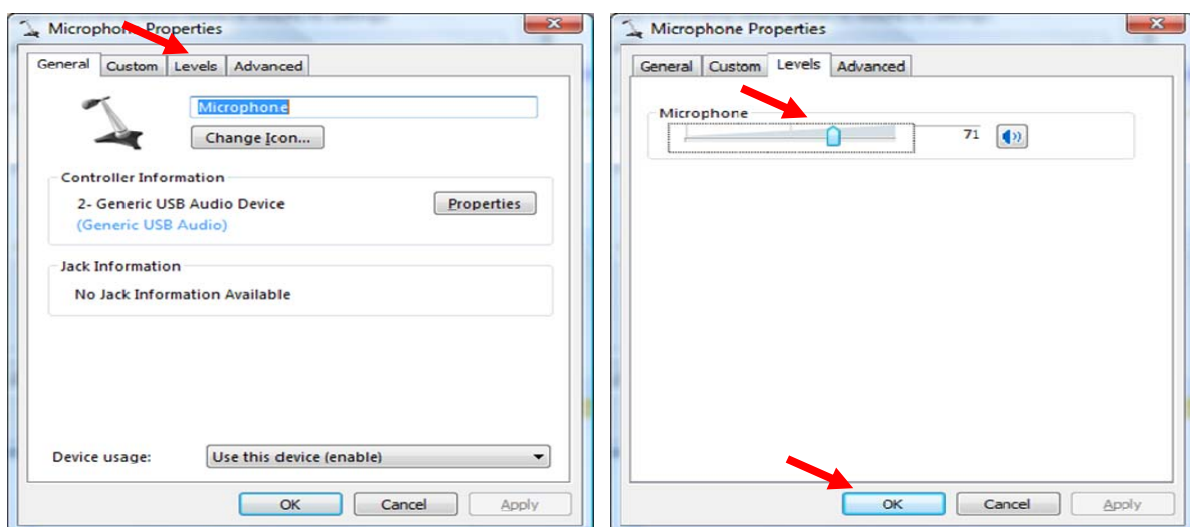 Microphone Properties
General Custom Levels Advanced
Microphone
Change Icon...
Controller Information
2- Generic USB Audio Device
Properties
(Generic USB Audio)
Jack Information
No Jack Information Available
Device usage:
Use this device (enable)
OK Cancel Apply
Microphone Properties
General Custom Levels Advanced
Microphone
71
OK Cancel Apply